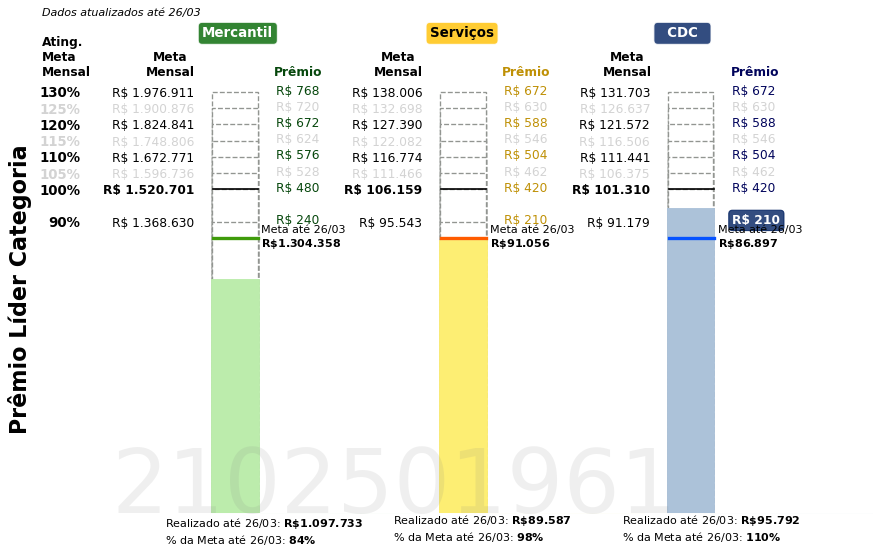 Dados atualizados até 26/03
Mercantil Serviços CDC
Ating.
Meta Meta Meta Meta
Mensal Mensal Prêmio Mensal Prêmio Mensal Prêmio
130% R$ 1.976.911 R$ 768 R$ 138.006 R$ 672 R$ 131.703 R$ 672
125% R$ 1.900.876 R$ 720 R$ 132.698 R$ 630 R$ 126.637 R$ 630
120% R$ 1.824.841 R$ 672 R$ 127.390 R$ 588 R$ 121.572 R$ 588
115% R$ 1.748.806 R$ 624 R$ 122.082 R$ 546 R$ 116.506 R$ 546
110% R$ 1.672.771 R$ 576 R$ 116.774 R$ 504 R$ 111.441 R$ 504
105% R$ 1.596.736 R$ 528 R$ 111.466 R$ 462 R$ 106.375 R$ 462
100% R$ 1.520.701 R$ 480 R$ 106.159 R$ 420 R$ 101.310 R$ 420
90% R$ 1.368.630 R$ 240 R$ 95.543 R$ 210 R$ 91.179 R$ 210
Meta até 26/03 Meta até 26/03 Meta até 26/03
R$1.304.358 R$91.056 R$86.897
Prêmio Líder Categoria
2102501961
Realizado até 26/03: R$1.097.733 Realizado até 26/03: R$89.587 Realizado até 26/03: R$95.792
% da Meta até 26/03: 84% % da Meta até 26/03: 98% % da Meta até 26/03: 110%